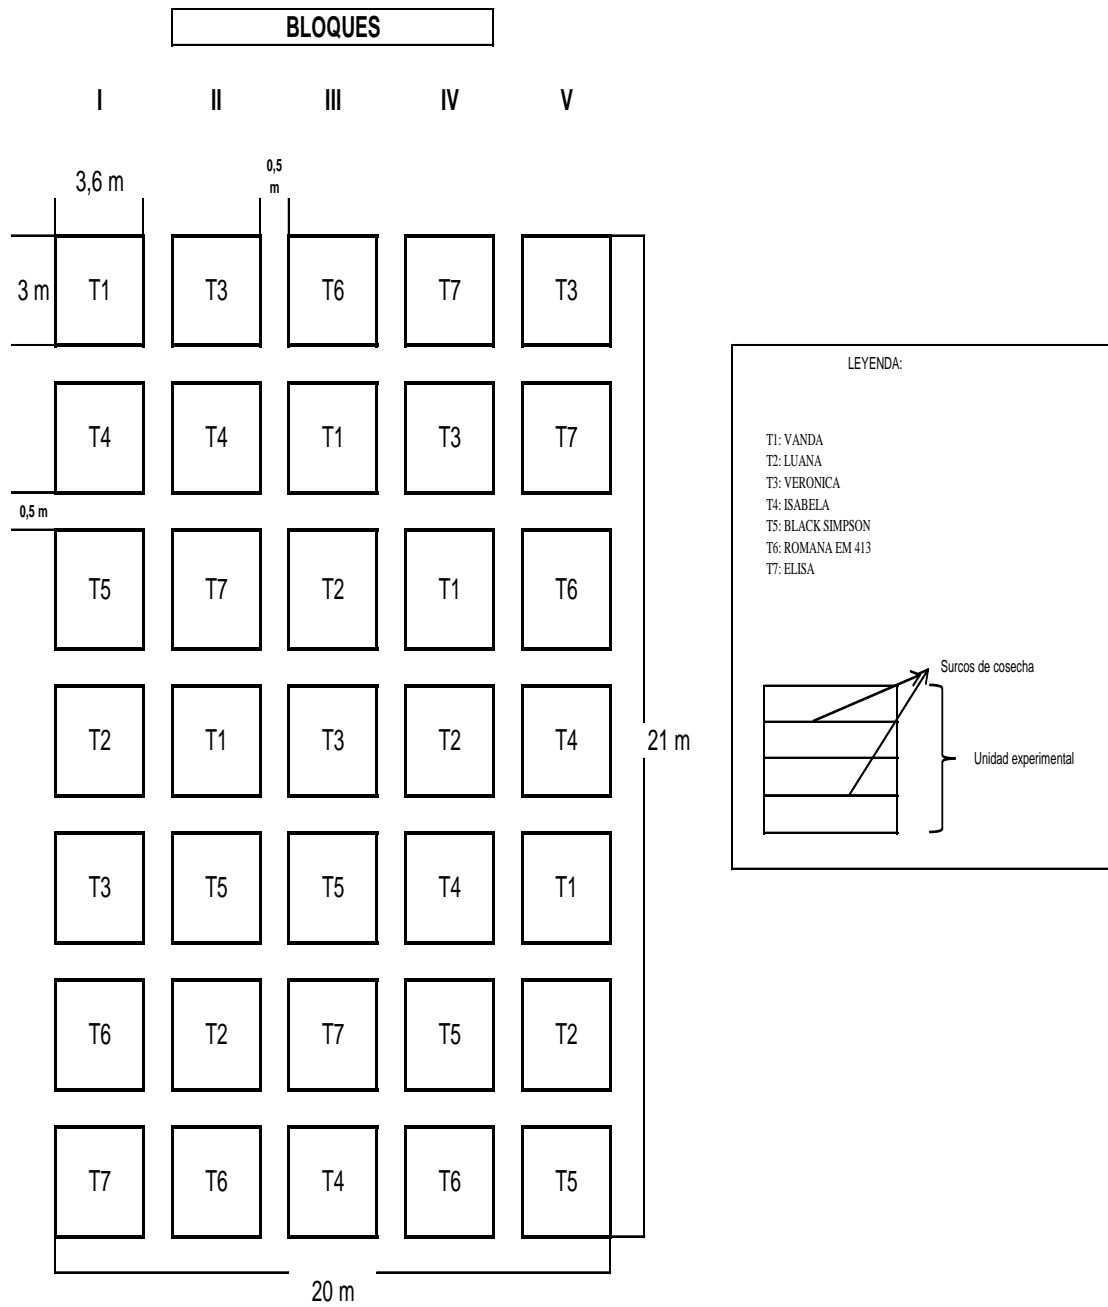 BLOQUES
I II III IV V
3,6 m
0,5
m
3 m
T1 T3 T6 T7 T3
T4 T4 T1 T3 T7
0,5 m
T5 T7 T2 T1 T6
T2 T1 T3 T2 T4
21 m
T3 T5 T5 T4 T1
T6 T2 T7 T5 T2
T7 T6 T4 T6 T5
20 m
LEYENDA:
T1: VANDA
T2: LUANA
T3: VERONICA
T4: ISABELA
T5: BLACK SIMPSON
T6: ROMANA EM 413
T7: ELISA
Surcos de cosecha
Unidad experimental